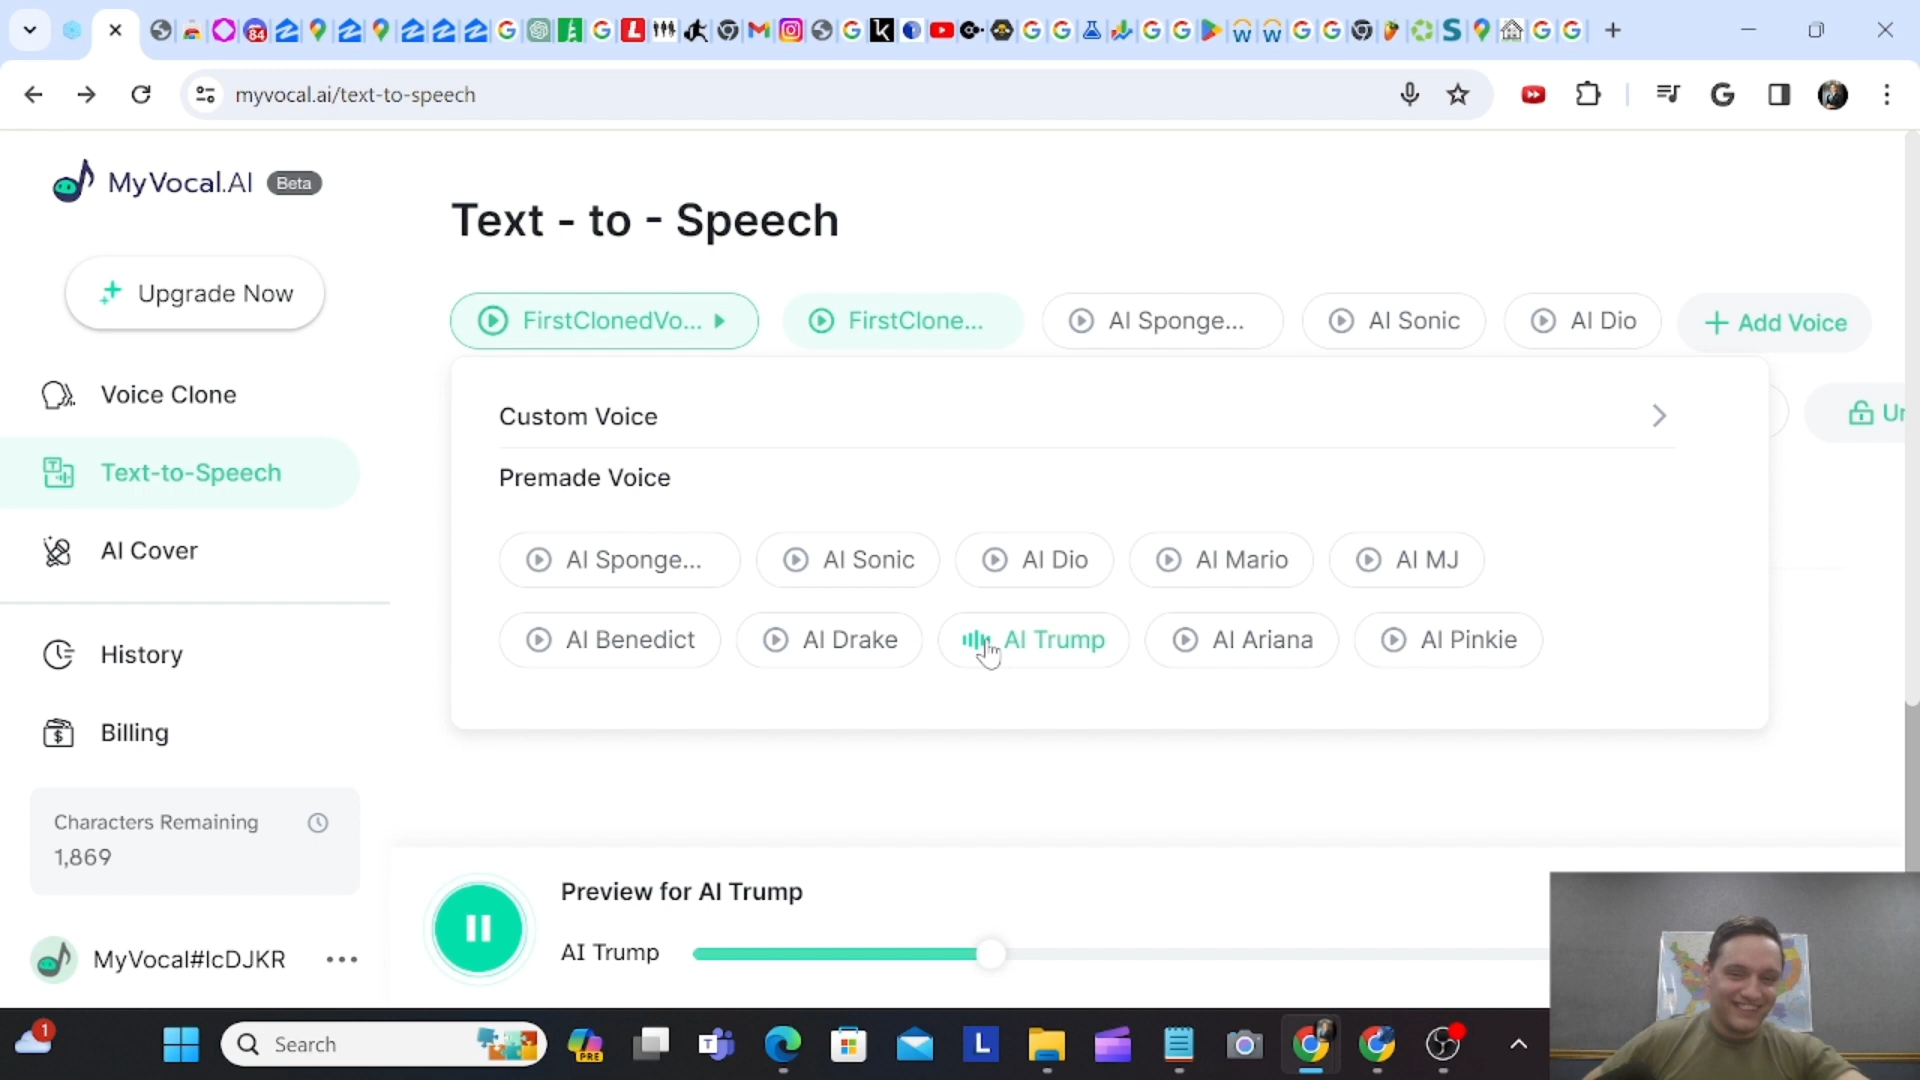 84
myvocal.ai/text-to-speech
MyVocal.AI Beta
Upgrade Now
Voice Clone
Text-to-Speech
AI Cover
History
Billing
Characters Remaining
1,869
MyVocal#IcDJKR
Text - to - Speech
FirstClonedVo...
FirstClone...
AI Sponge...
AI Sonic
AI Dio
+ Add Voice
Custom Voice
Premade Voice
AI Sponge...
AI Sonic
AI Dio
AI Mario
AI MJ
AI Benedict
AI Drake
AI Trump
AI Ariana
AI Pinkie
Preview for AI Trump
AI Trump
1
Search
PRE
L